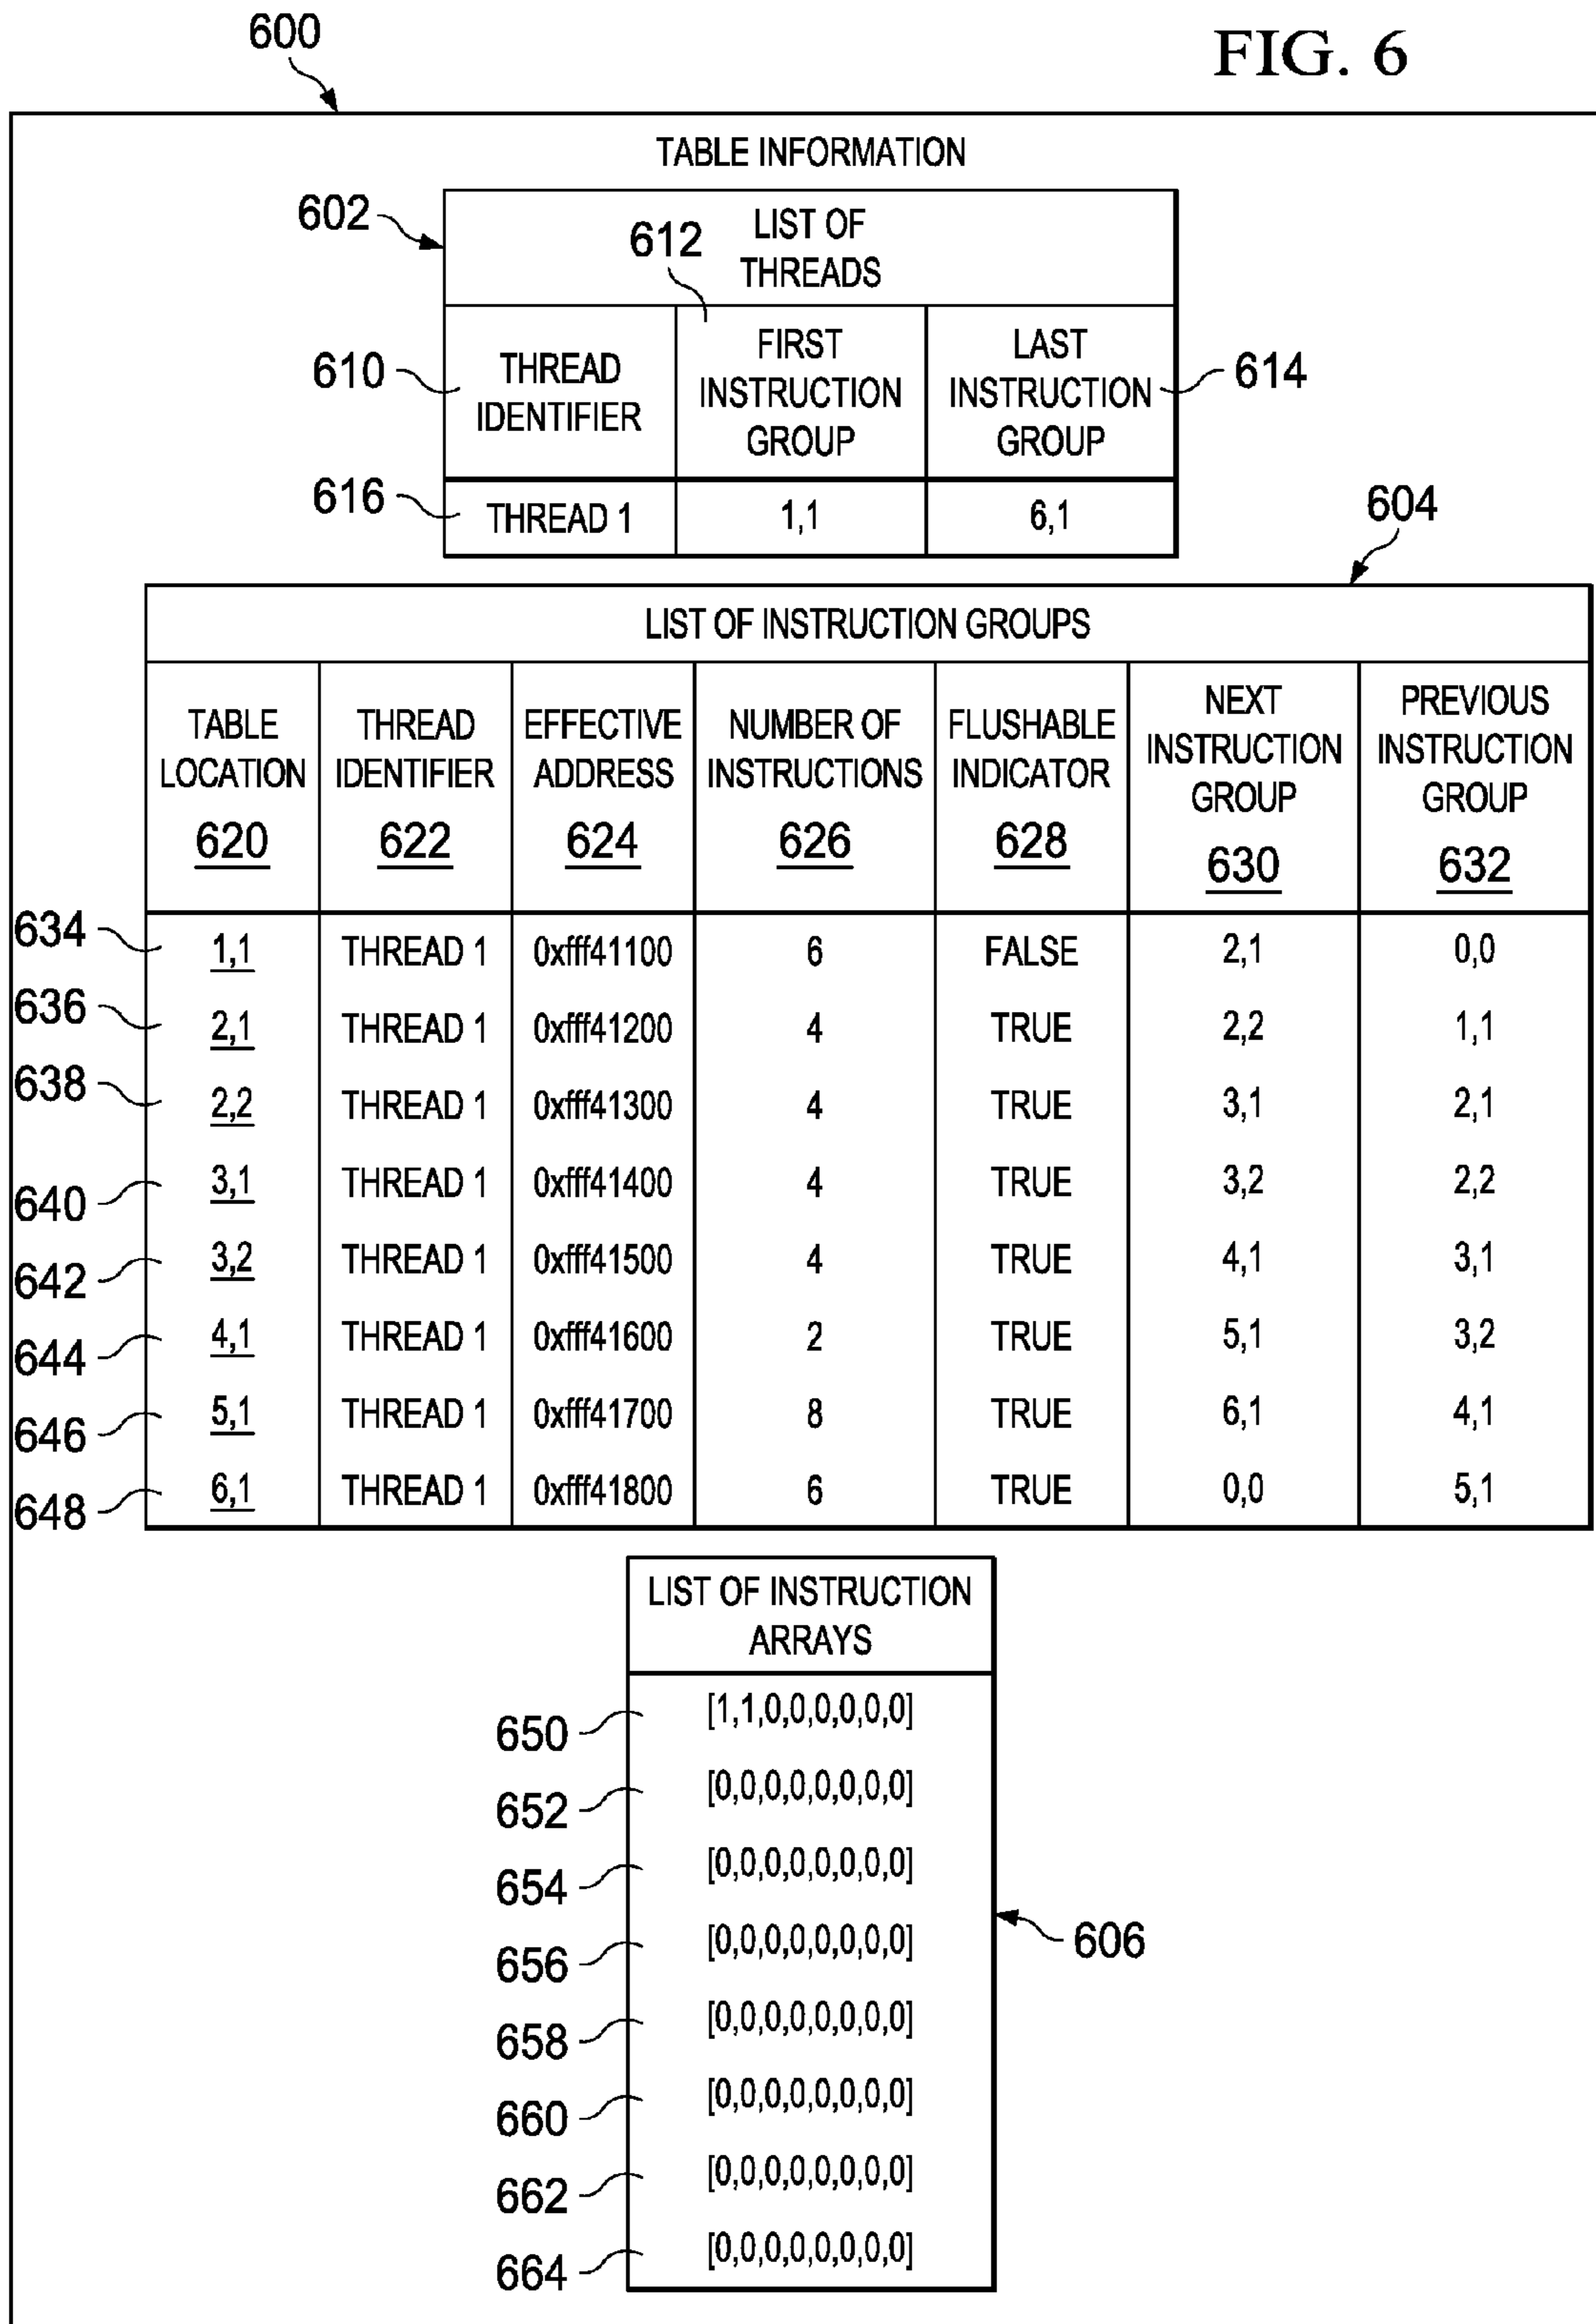 600
FIG. 6
TABLE INFORMATION
602
612
LIST OF
THREADS
610
THREAD
IDENTIFIER
FIRST
INSTRUCTION
GROUP
LAST
INSTRUCTION
GROUP
614
616
THREAD 1 1,1 6,1
604
LIST OF INSTRUCTION GROUPS
TABLE
LOCATION
620
THREAD
IDENTIFIER
622
EFFECTIVE
ADDRESS
624
NUMBER OF
INSTRUCTIONS
626
FLUSHABLE
INDICATOR
628
NEXT
INSTRUCTION
GROUP
630
PREVIOUS
INSTRUCTION
GROUP
632
634 1,1 THREAD 1 0xfff41100 6 FALSE 2,1 0,0
636 2,1 THREAD 1 0xfff41200 4 TRUE 2,2 1,1
638 2,2 THREAD 1 0xfff41300 4 TRUE 3,1 2,1
640 3,1 THREAD 1 0xfff41400 4 TRUE 3,2 2,2
642 3,2 THREAD 1 0xfff41500 4 TRUE 4,1 3,1
644 4,1 THREAD 1 0xfff41600 2 TRUE 5,1 3,2
646 5,1 THREAD 1 0xfff41700 8 TRUE 6,1 4,1
648 6,1 THREAD 1 0xfff41800 6 TRUE 0,0 5,1
LIST OF INSTRUCTION
ARRAYS
650 [1,1,0,0,0,0,0,0]
652 [0,0,0,0,0,0,0,0]
654 [0,0,0,0,0,0,0,0]
656 [0,0,0,0,0,0,0,0]
606
658 [0,0,0,0,0,0,0,0]
660 [0,0,0,0,0,0,0,0]
662 [0,0,0,0,0,0,0,0]
664 [0,0,0,0,0,0,0,0]